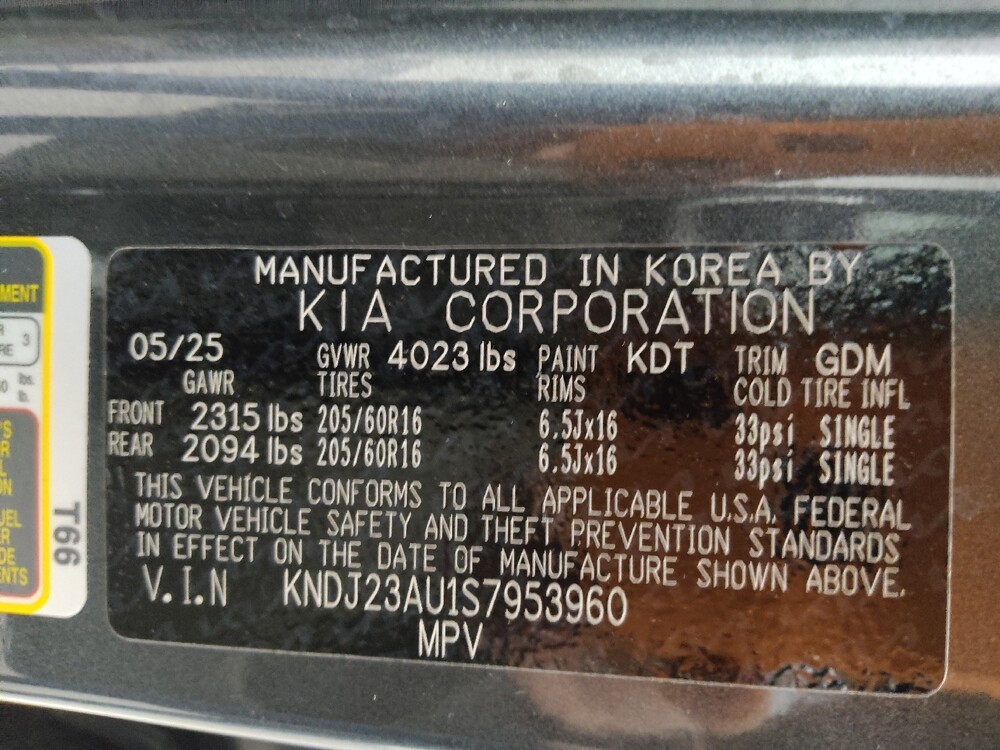 MANUFACTURED IN KOREA BY
KIA CORPORATION
05/25 GVWR 4023 lbs PAINT KDT TRIM GDM
GAWR TIRES RIMS COLD TIRE INFL
FRONT 2315 lbs 205/60R16 6.5Jx16 33psi SINGLE
REAR 2094 lbs 205/60R16 6.5Jx16 33psi SINGLE
THIS VEHICLE CONFORMS TO ALL APPLICABLE U.S.A. FEDERAL
MOTOR VEHICLE SAFETY AND THEFT PREVENTION STANDARDS
IN EFFECT ON THE DATE OF MANUFACTURE SHOWN ABOVE.
V.I.N KNDJ23AU1S7953960
MPV
T66
3
lbs.
lb.